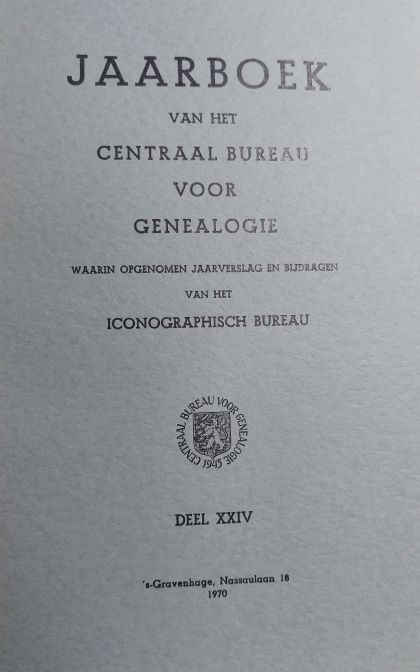 JAARBOEK
VAN HET
CENTRAAL BUREAU
VOOR
GENEALOGIE
WAARIN OPGENOMEN JAARVERSLAG EN BIJDRAGEN
VAN HET
ICONOGRAPHISCH BUREAU
CENTRAAL BUREAU VOOR GENEALOGIE
1945
DEEL XXIV
's-Gravenhage, Nassaulaan 18
1970